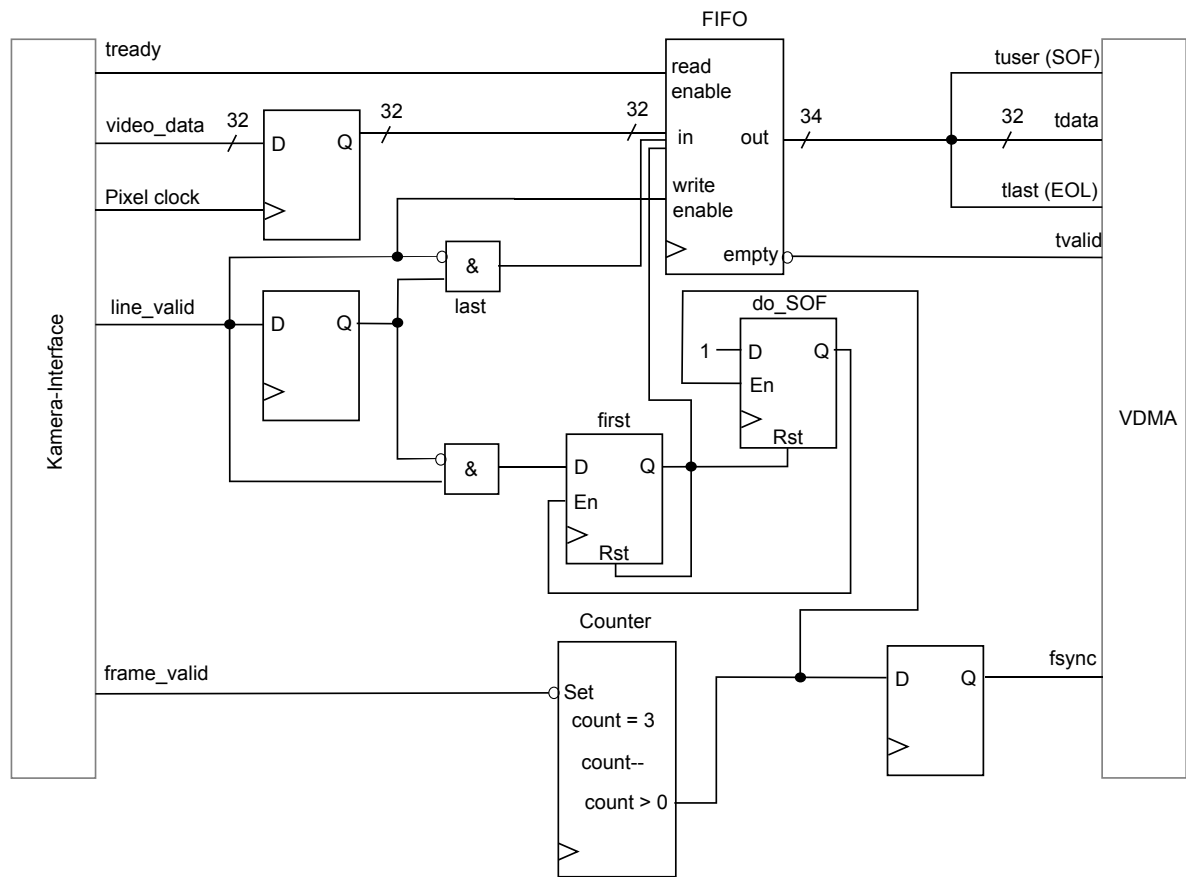 FIFO
tready
read
enable
tuser (SOF)
video_data
32
D
Q
32
32
in
out
34
32
tdata
Pixel clock
write
enable
tlast (EOL)
empty
tvalid
&
last
line_valid
D
Q
do_SOF
1
D
Q
En
Rst
Kamera-Interface
VDMA
first
&
D
Q
En
Rst
Counter
frame_valid
Set
count = 3
count--
count > 0
D
Q
fsync